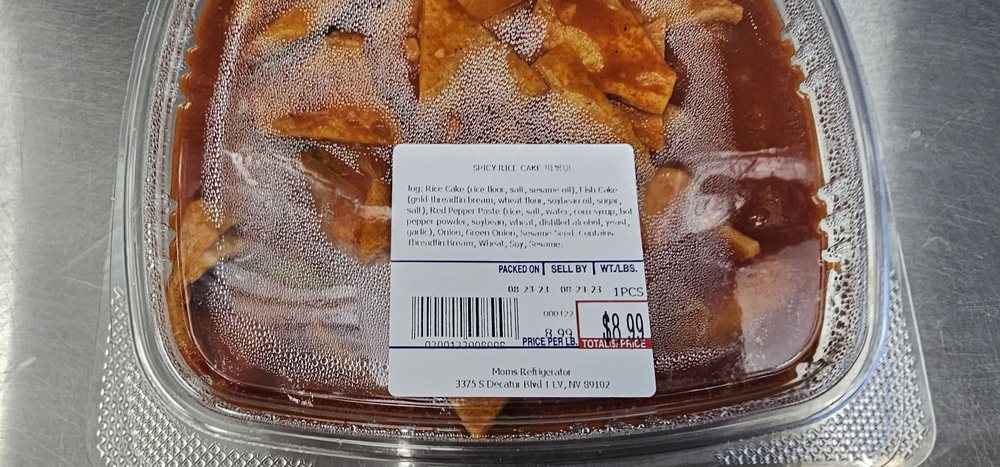 SPICY RICE CAKE 떡볶이
Ing: Rice Cake (rice flour, salt, sesame oil), Fish Cake
(gold threadfin bream, wheat flour, soybean oil, sugar,
salt), Red Pepper Paste (rice, salt, water, corn syrup, hot
pepper powder, soybean, wheat, distilled alcohol, yeast,
garlic), Onion, Green Onion, Sesame Seed. Contains
Threadfin Bream, Wheat, Soy, Sesame.
PACKED ON SELL BY WT/LBS.
08 23 23 08 23 23 1 PCS
000122
8.99 $8.99
PRICE PER LB. TOTAL$ PRICE
Moms Refrigerator
3375 S Decatur Blvd 1 LV, NV 89102